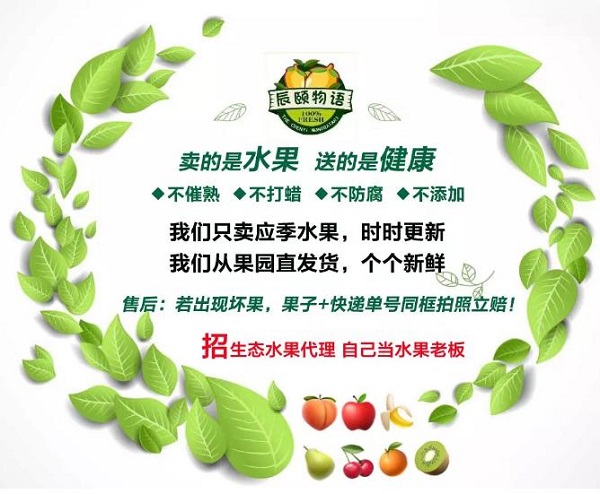 辰颐物语
100%
FRESH
卖的是水果 送的是健康
◆不催熟 ◆不打蜡 ◆不防腐 ◆不添加
我们只卖应季水果，时时更新
我们从果园直发货，个个新鲜
售后：若出现坏果，果子+快递单号同框拍照立赔！
招生态水果代理 自己当水果老板